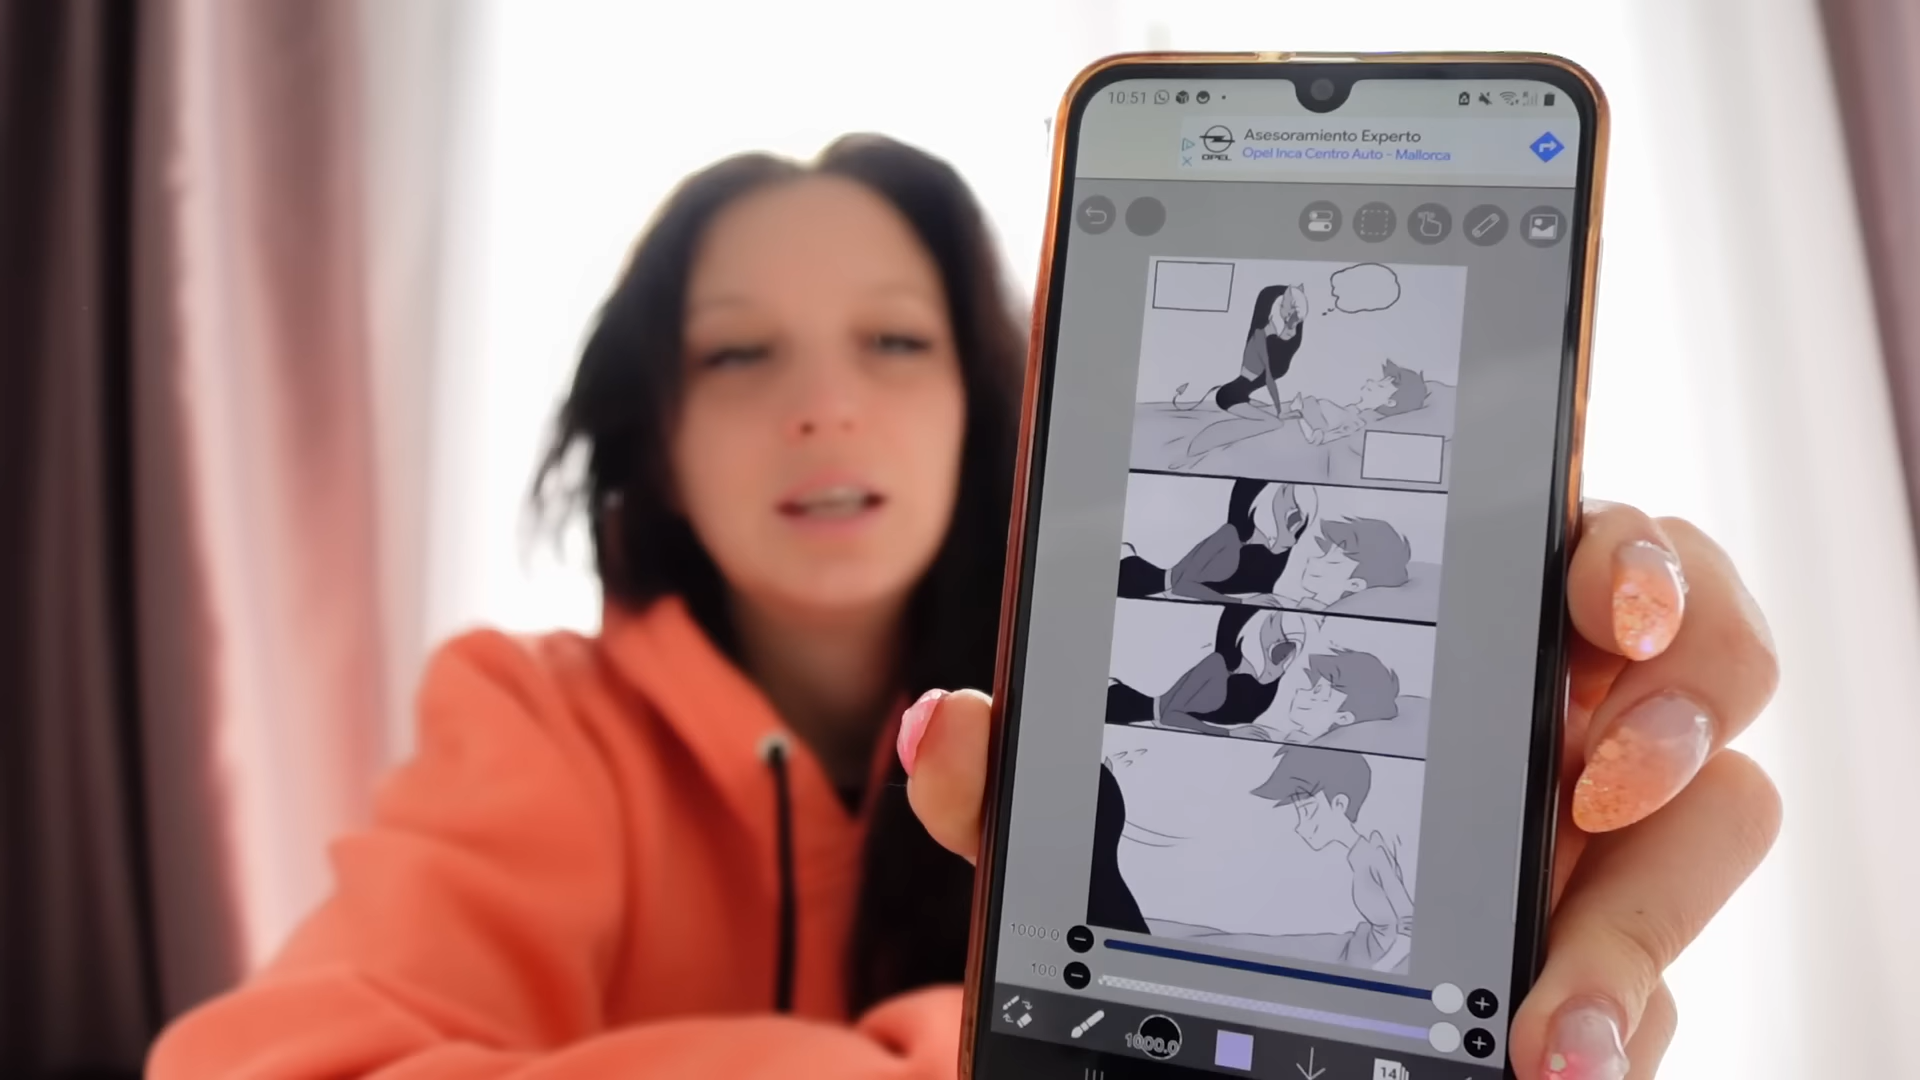 10:51
Asesoramiento Experto
OPEL
Opel Inca Centro Auto - Mallorca
1000.0
100
1000.0
14